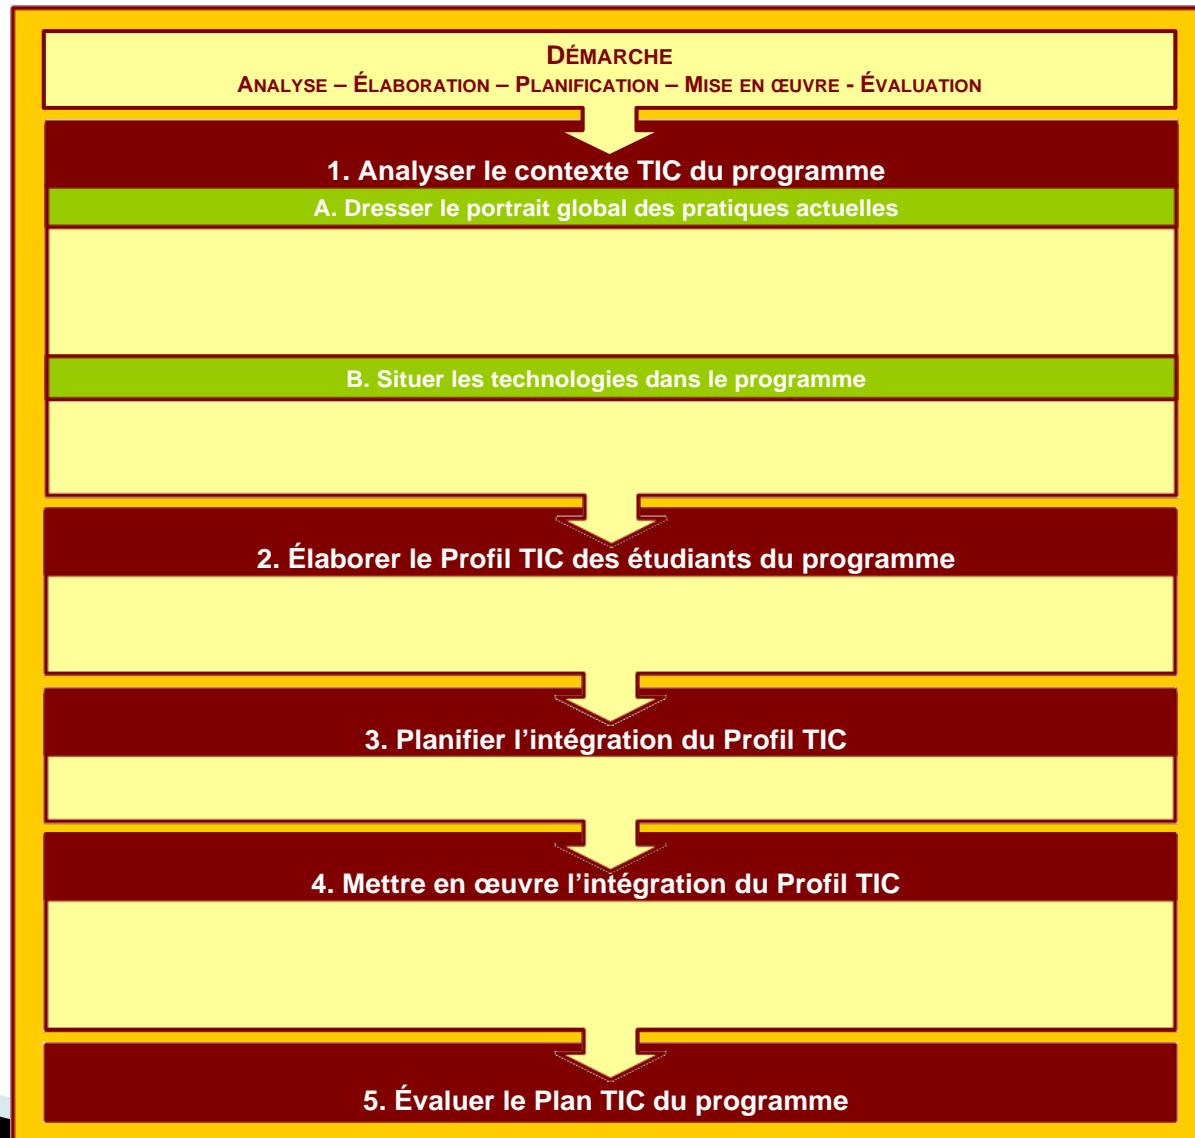 DÉMARCHE
ANALYSE – ÉLABORATION – PLANIFICATION – MISE EN ŒUVRE - ÉVALUATION
1. Analyser le contexte TIC du programme
A. Dresser le portrait global des pratiques actuelles
B. Situer les technologies dans le programme
2. Élaborer le Profil TIC des étudiants du programme
3. Planifier l’intégration du Profil TIC
4. Mettre en œuvre l’intégration du Profil TIC
5. Évaluer le Plan TIC du programme